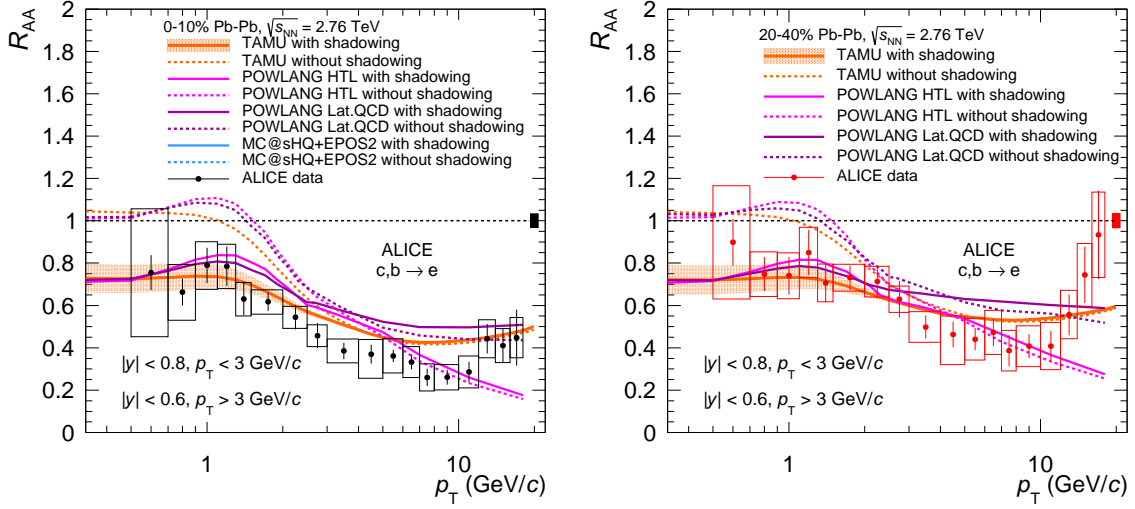 R_AA
0-10% Pb-Pb, √s_NN = 2.76 TeV
TAMU with shadowing
TAMU without shadowing
POWLANG HTL with shadowing
POWLANG HTL without shadowing
POWLANG Lat.QCD with shadowing
POWLANG Lat.QCD without shadowing
MC@sHQ+EPOS2 with shadowing
MC@sHQ+EPOS2 without shadowing
ALICE data
ALICE
c,b → e
|y| < 0.8, p_T < 3 GeV/c
|y| < 0.6, p_T > 3 GeV/c
2
1.8
1.6
1.4
1.2
1
0.8
0.6
0.4
0.2
0
1
10
p_T (GeV/c)
R_AA
20-40% Pb-Pb, √s_NN = 2.76 TeV
TAMU with shadowing
TAMU without shadowing
POWLANG HTL with shadowing
POWLANG HTL without shadowing
POWLANG Lat.QCD with shadowing
POWLANG Lat.QCD without shadowing
ALICE data
ALICE
c,b → e
|y| < 0.8, p_T < 3 GeV/c
|y| < 0.6, p_T > 3 GeV/c
2
1.8
1.6
1.4
1.2
1
0.8
0.6
0.4
0.2
0
1
10
p_T (GeV/c)